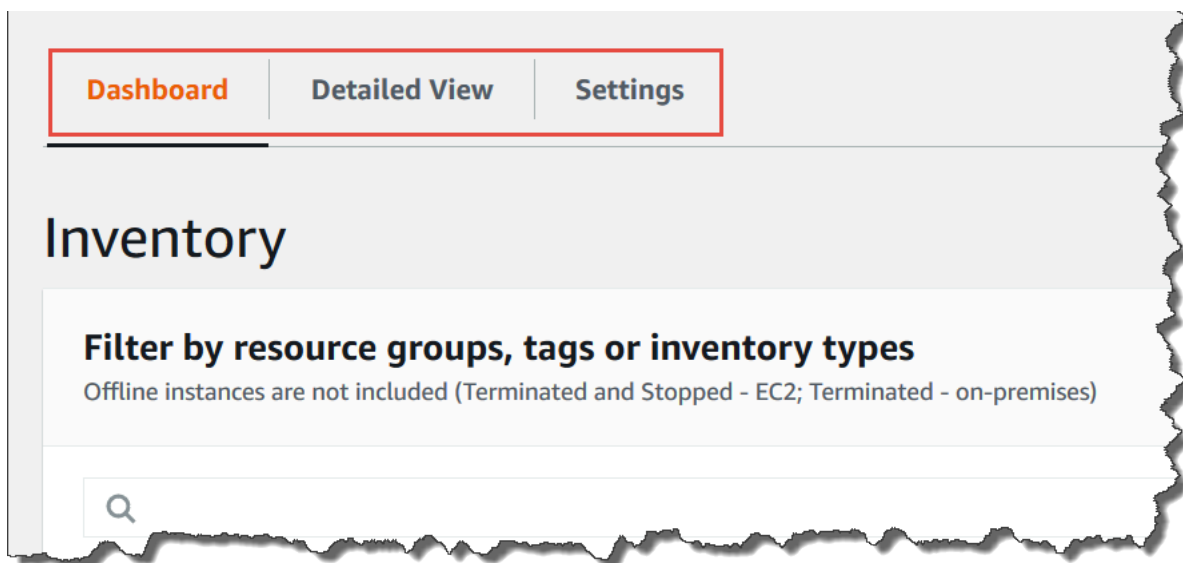 Dashboard Detailed View Settings
Inventory
Filter by resource groups, tags or inventory types
Offline instances are not included (Terminated and Stopped - EC2; Terminated - on-premises)